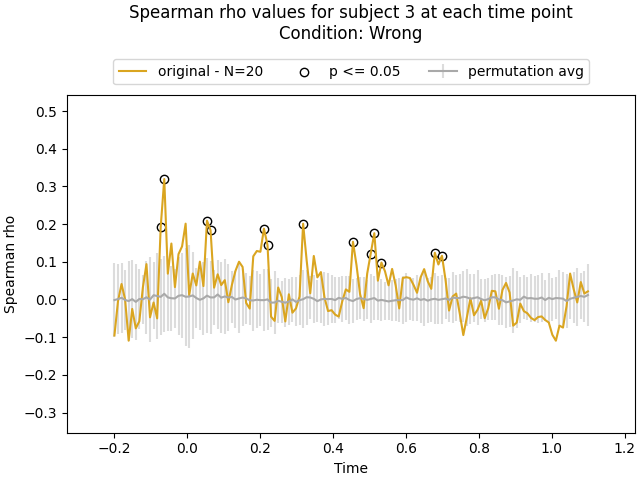 Spearman rho values for subject 3 at each time point
Condition: Wrong
original - N=20
p <= 0.05
permutation avg
0.5
0.4
0.3
0.2
0.1
0.0
−0.1
−0.2
−0.3
Spearman rho
−0.2
0.0
0.2
0.4
0.6
0.8
1.0
1.2
Time